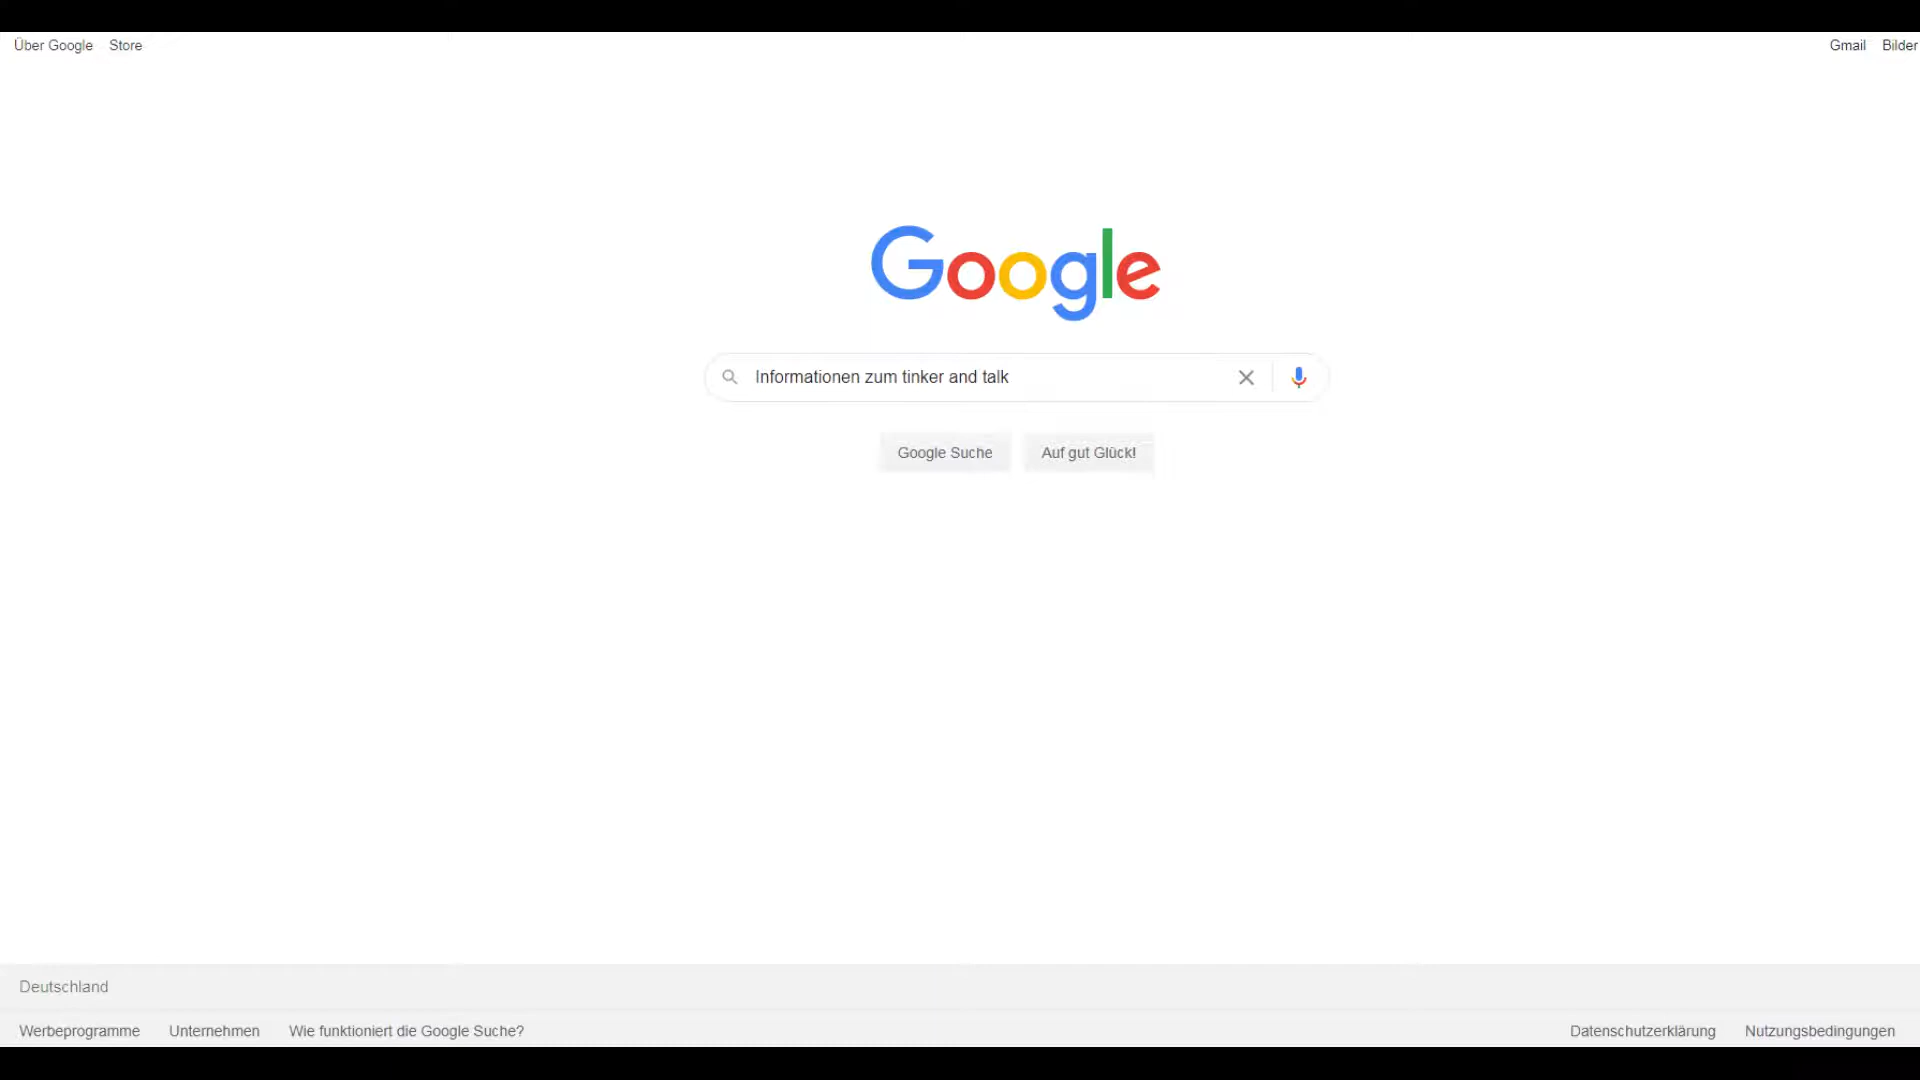 Über Google Store Gmail Bilder
Google
Informationen zum tinker and talk
Google Suche Auf gut Glück!
Deutschland
Werbeprogramme Unternehmen Wie funktioniert die Google Suche? Datenschutzerklärung Nutzungsbedingungen